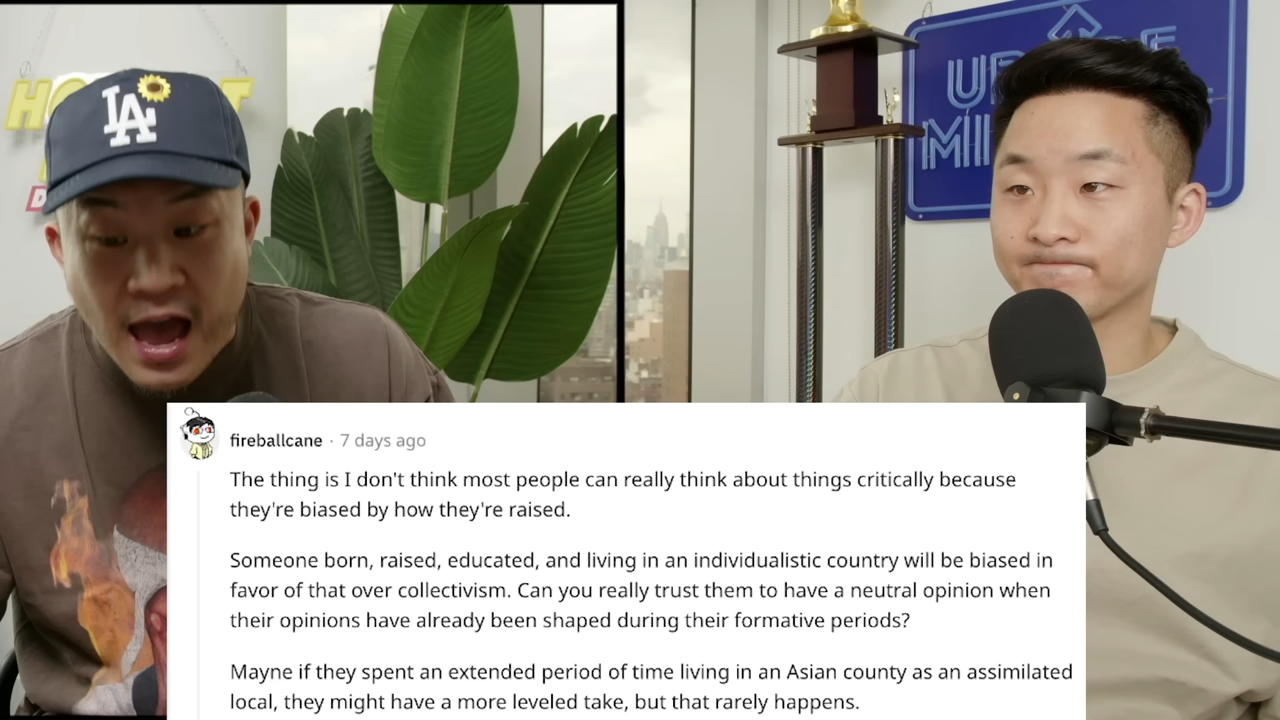 LA
UP
MI
fireballcane · 7 days ago
The thing is I don't think most people can really think about things critically because
they're biased by how they're raised.
Someone born, raised, educated, and living in an individualistic country will be biased in
favor of that over collectivism. Can you really trust them to have a neutral opinion when
their opinions have already been shaped during their formative periods?
Mayne if they spent an extended period of time living in an Asian county as an assimilated
local, they might have a more leveled take, but that rarely happens.